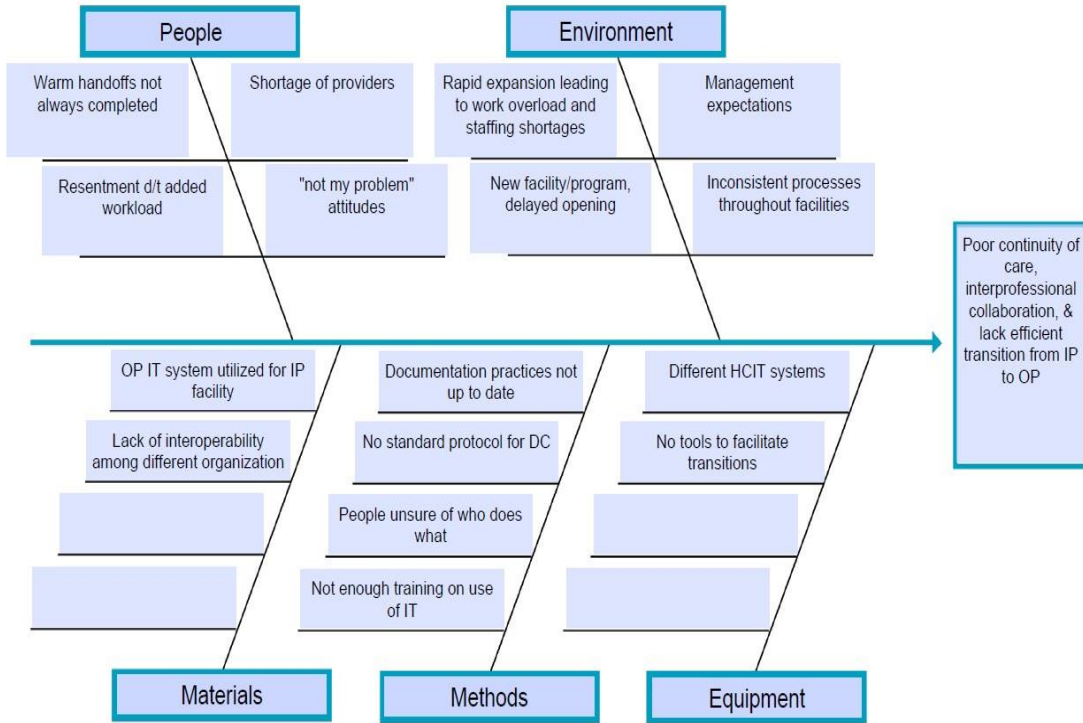 People
Environment
Warm handoffs not
always completed
Shortage of providers
Rapid expansion leading
to work overload and
staffing shortages
Management
expectations
Resentment d/t added
workload
"not my problem"
attitudes
New facility/program,
delayed opening
Inconsistent processes
throughout facilities
Poor continuity of
care,
interprofessional
collaboration, &
lack efficient
transition from IP
to OP
OP IT system utilized for IP
facility
Lack of interoperability
among different organization
Documentation practices not
up to date
No standard protocol for DC
People unsure of who does
what
Not enough training on use
of IT
Different HCIT systems
No tools to facilitate
transitions
Materials
Methods
Equipment